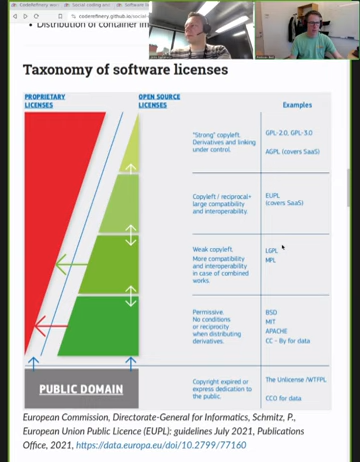 CodeRefinery
Social coding
coderefinery.github.io/social-
Distribution of container im
Taxonomy of software licenses
PROPRIETARY
LICENSES
OPEN SOURCE
LICENSES
Examples
"Strong" copyleft.
Derivatives and linking
under control.
GPL-2.0, GPL-3.0
AGPL (covers SaaS)
Copyleft / reciprocal+
large compatibility
and interoperability.
EUPL
(covers SaaS)
Weak copyleft.
More compatibility
and interoperability
in case of combined
works.
LGPL
MPL
Permissive.
No conditions
or reciprocity
when distributing
derivatives.
BSD
MIT
APACHE
CC - By for data
PUBLIC DOMAIN
Copyright expired or
express dedication to
the public.
The Unlicense /WTFPL
CC0 for data
European Commission, Directorate-General for Informatics, Schmitz, P.,
European Union Public Licence (EUPL): guidelines July 2021, Publications
Office, 2021, https://data.europa.eu/doi/10.2799/77160